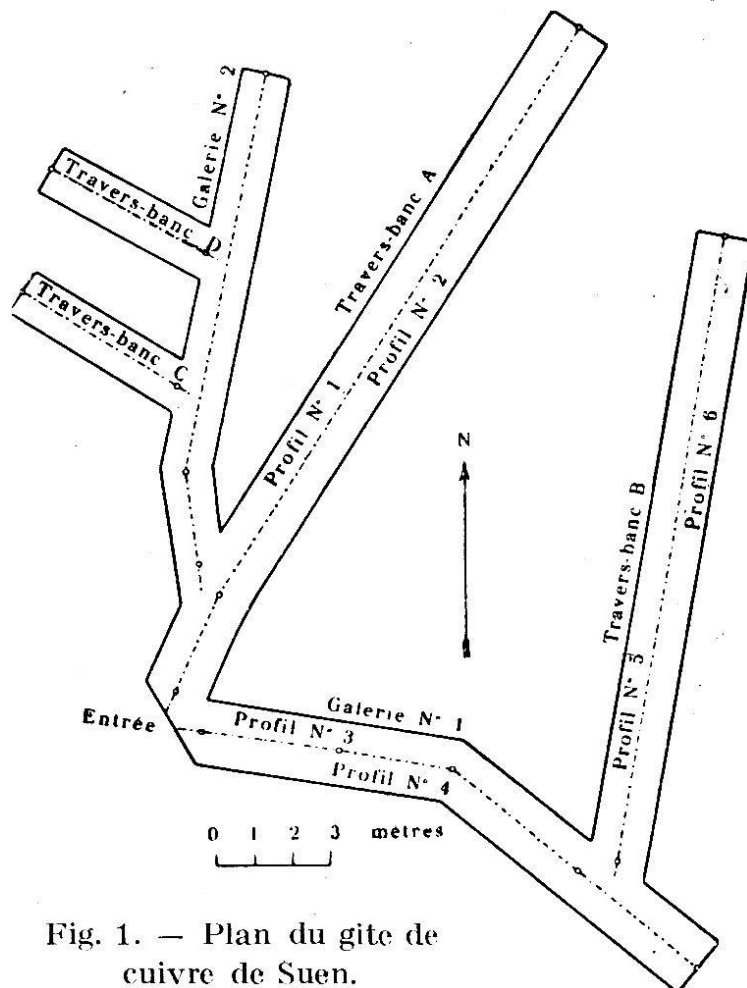 Galerie N° 2
Travers-banc D
Travers-banc C
Travers-banc A
Profil N° 1
Profil N° 2
N
Travers-banc B
Profil N° 6
Profil N° 5
Entrée
Galerie N° 1
Profil N° 3
Profil N° 4
0 1 2 3 mètres
Fig. 1. — Plan du gite de
cuivre de Suen.